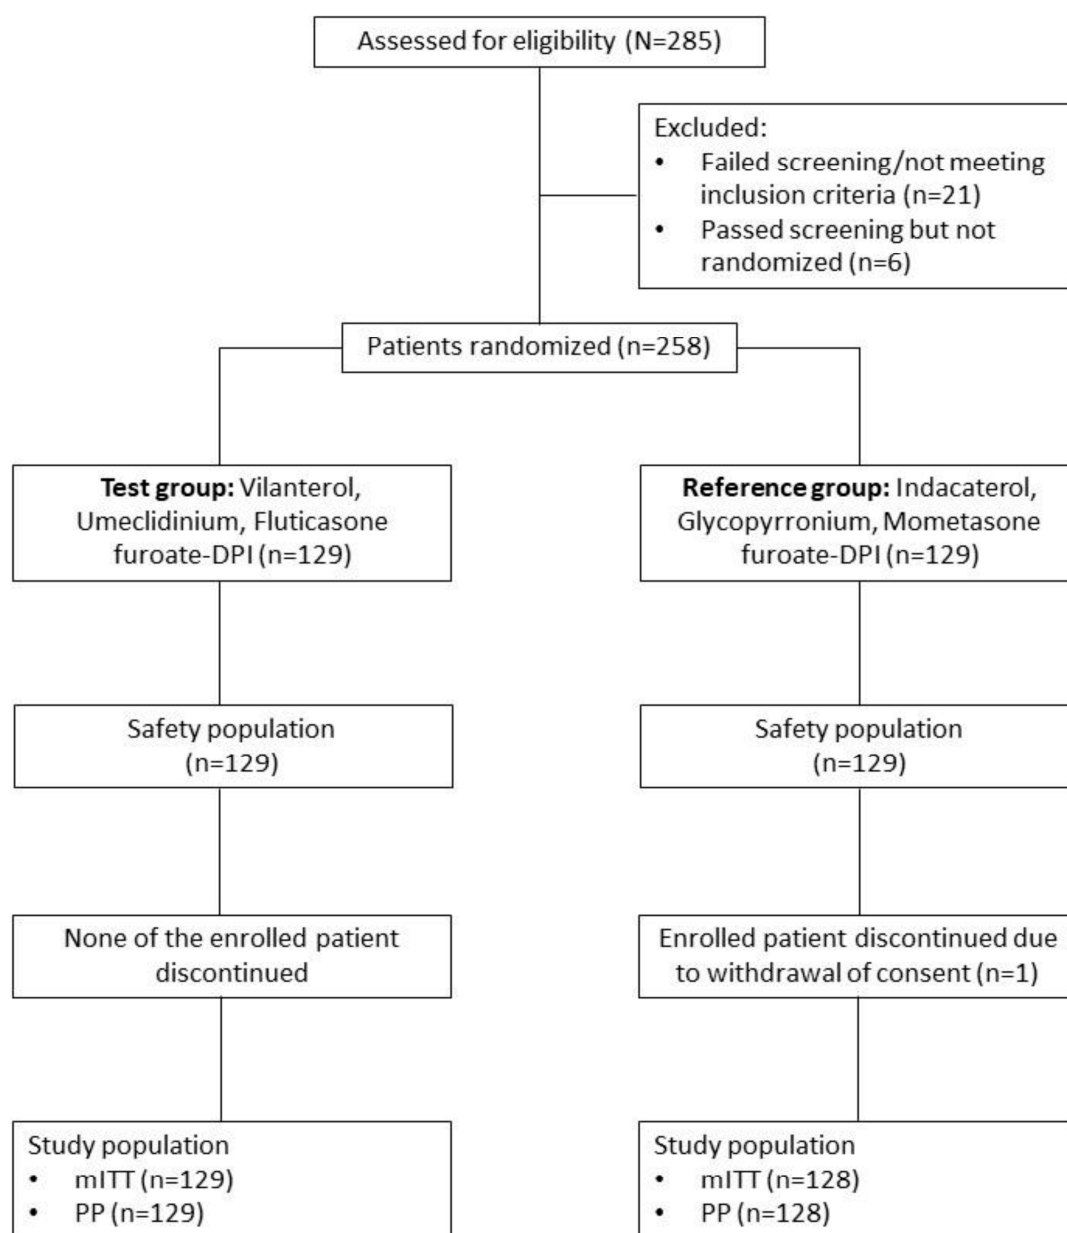 Assessed for eligibility (N=285)
Excluded:
• Failed screening/not meeting
inclusion criteria (n=21)
• Passed screening but not
randomized (n=6)
Patients randomized (n=258)
Test group: Vilanterol,
Umeclidinium, Fluticasone
furoate-DPI (n=129)
Reference group: Indacaterol,
Glycopyrronium, Mometasone
furoate-DPI (n=129)
Safety population
(n=129)
Safety population
(n=129)
None of the enrolled patient
discontinued
Enrolled patient discontinued due
to withdrawal of consent (n=1)
Study population
• mITT (n=129)
• PP (n=129)
Study population
• mITT (n=128)
• PP (n=128)